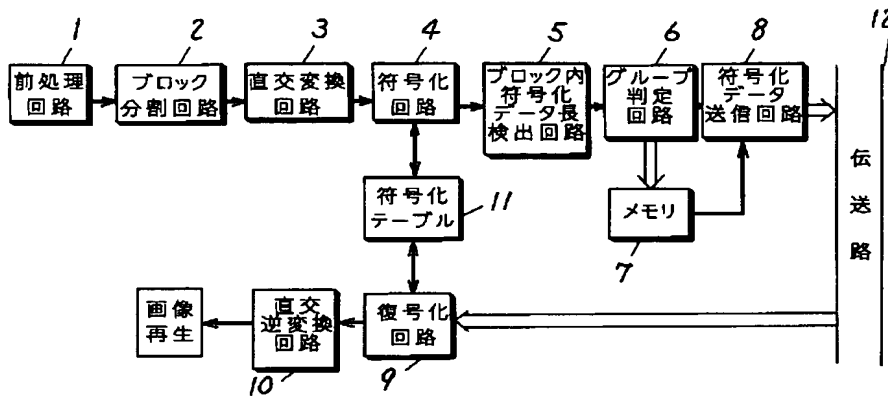 1
2
3
4
5
6
8
12
前処理
回路
ブロック
分割回路
直交変換
回路
符号化
回路
ブロック内
符号化
データ長
検出回路
グループ
判定
回路
符号化
データ
送信回路
伝送路
符号化
テーブル
11
メモリ
7
画像
再生
直交
逆変換
回路
復号化
回路
10
9